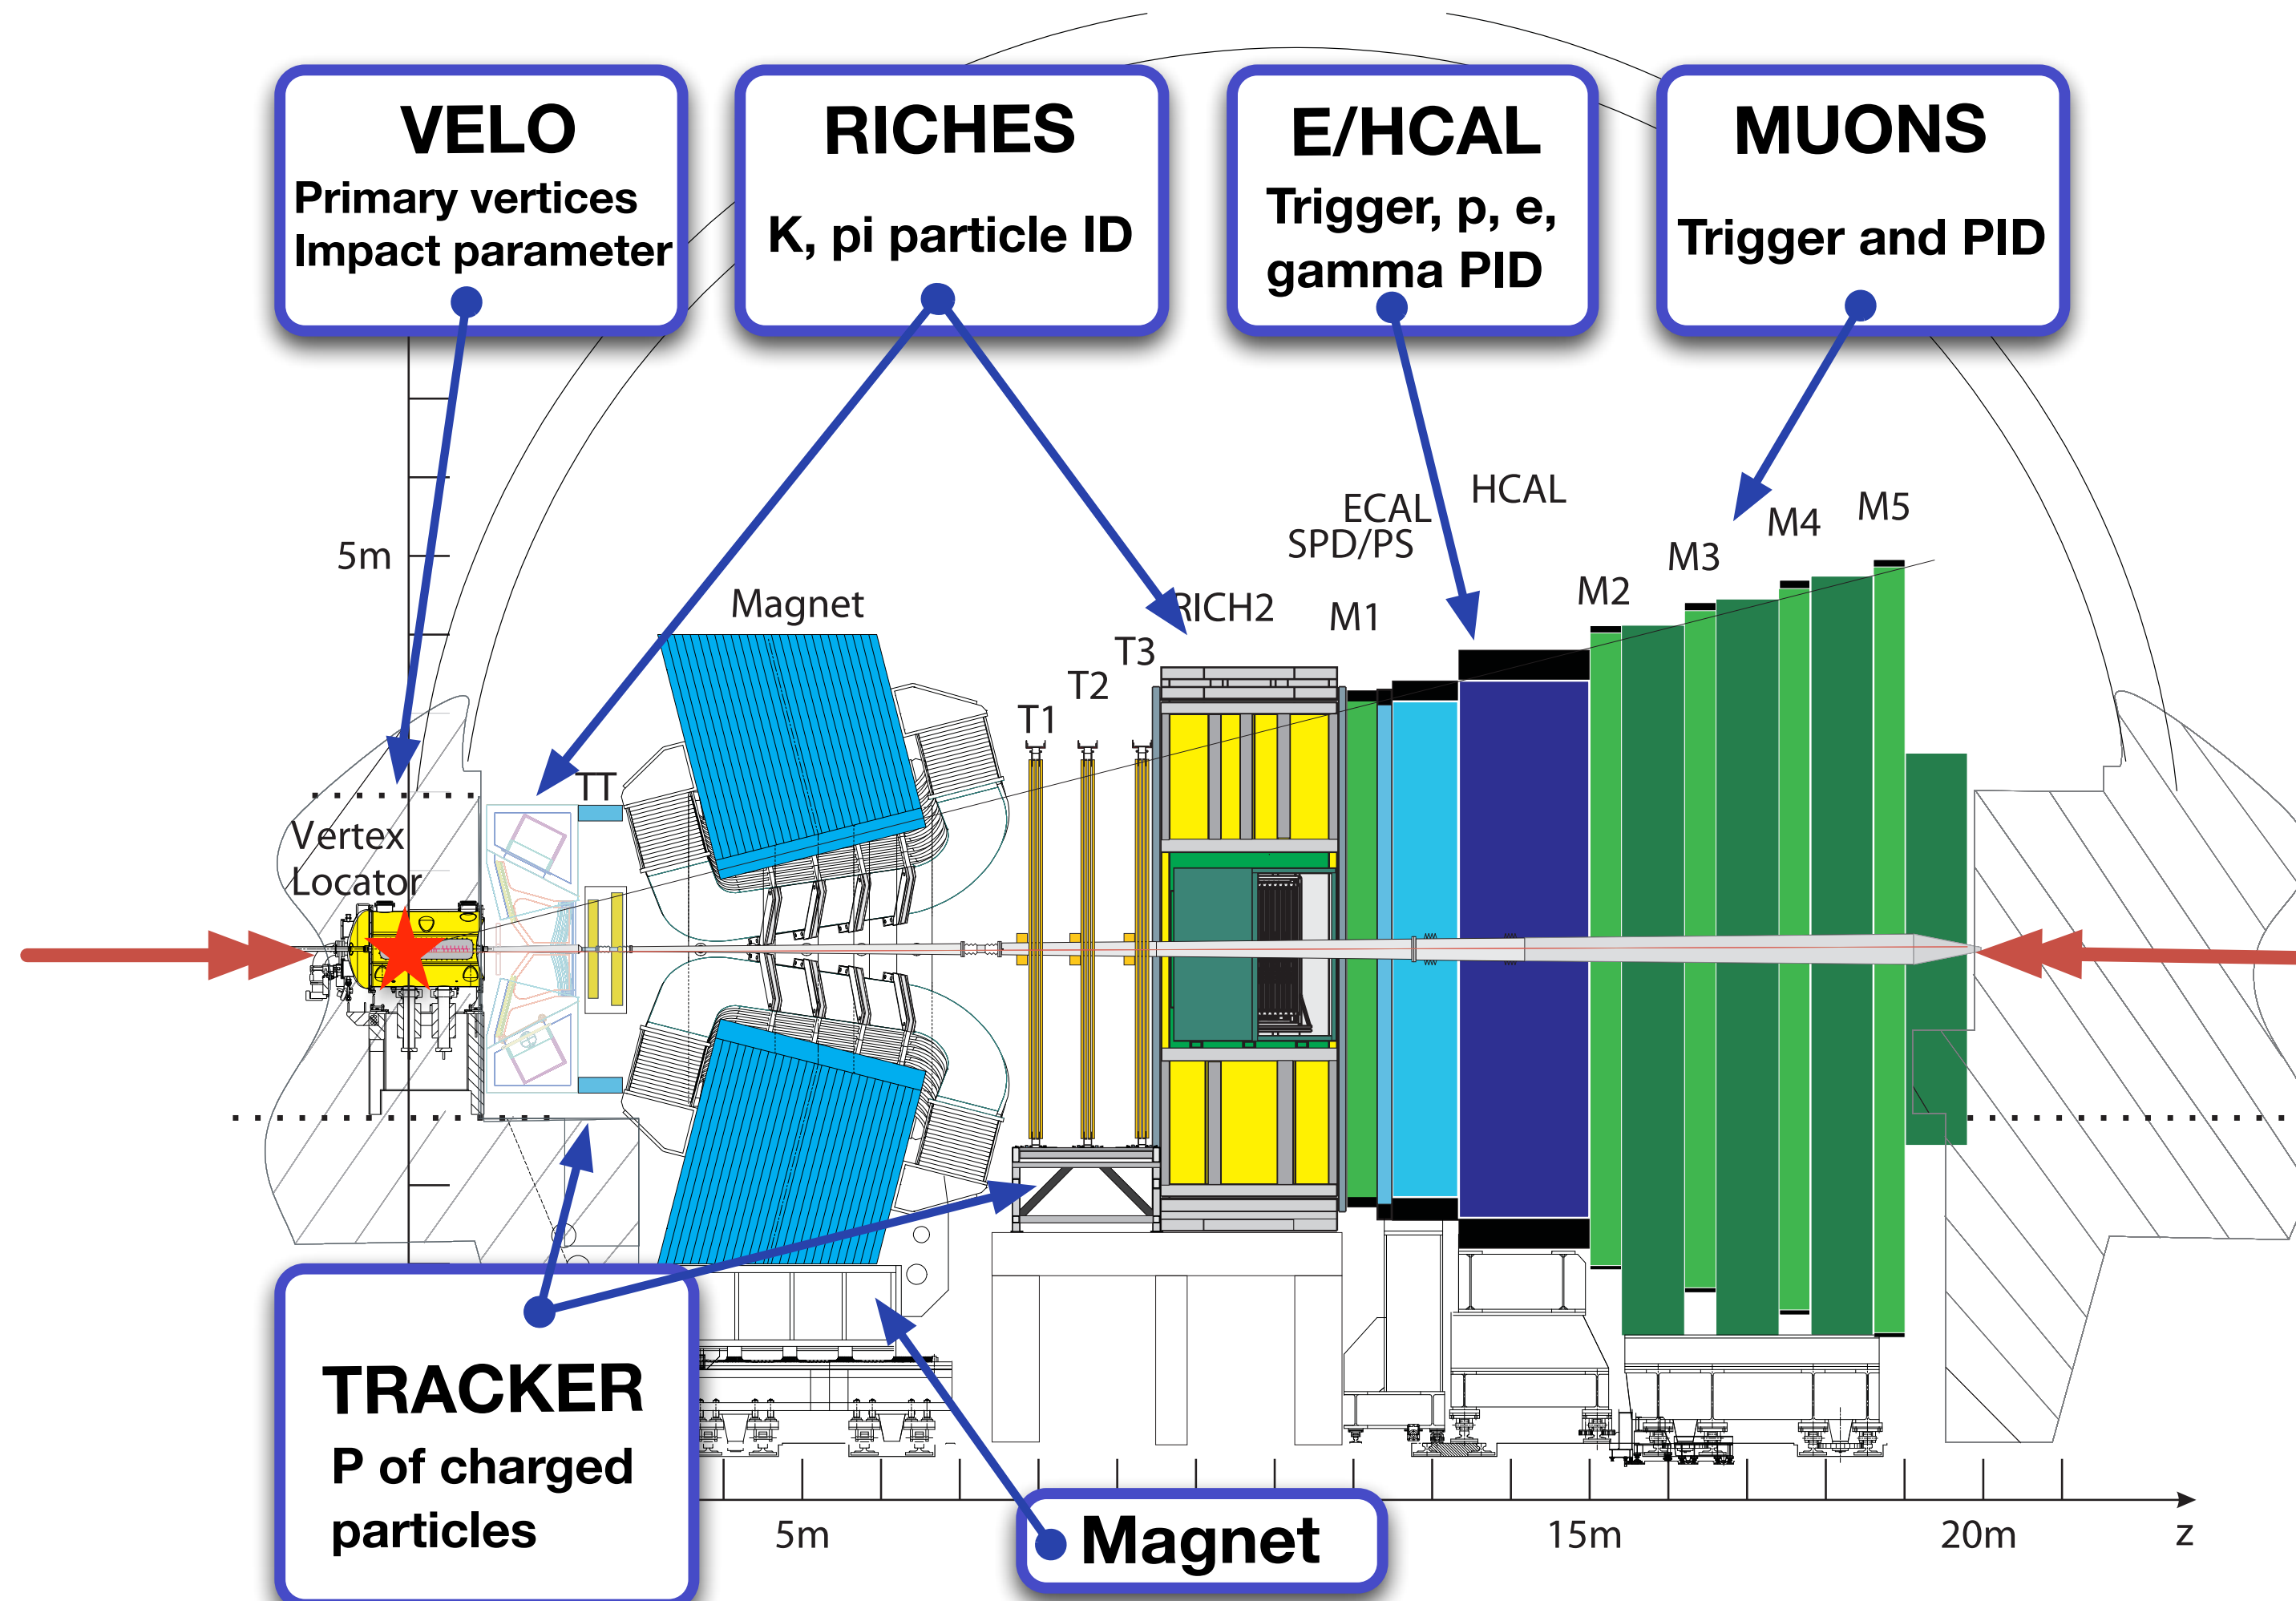 VELO
Primary vertices
Impact parameter
RICHES
K, pi particle ID
E/HCAL
Trigger, p, e,
gamma PID
MUONS
Trigger and PID
HCAL
ECAL
SPD/PS
M5
M4
M3
M2
M1
5m
Magnet
RICH2
T3
T2
T1
TT
Vertex
Locator
TRACKER
P of charged
particles
Magnet
5m
15m
20m
z